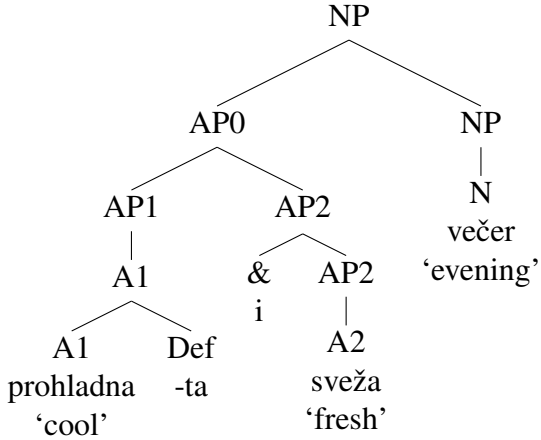 NP
AP0 NP
AP1 AP2 N
večer
‘evening’
A1 & AP2
i
A1 Def A2
prohladna -ta sveža
‘cool’ ‘fresh’